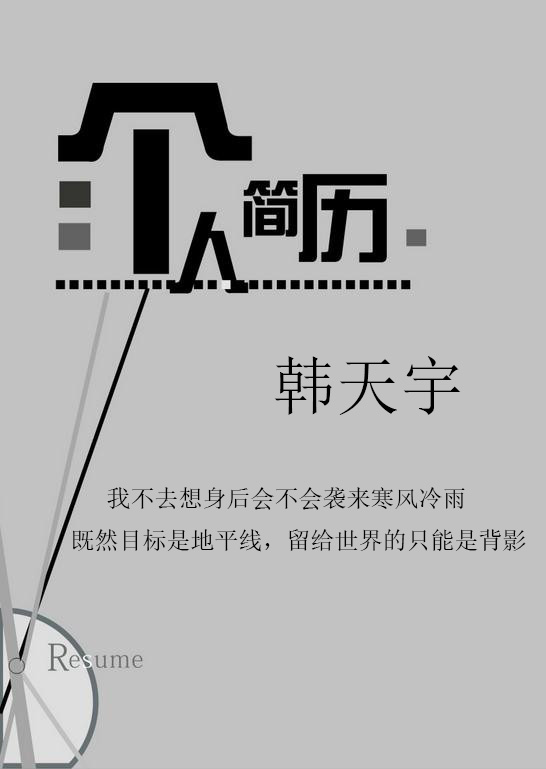 个人简历
韩天宇
我不去想身后会不会袭来寒风冷雨
既然目标是地平线，留给世界的只能是背影
Resume